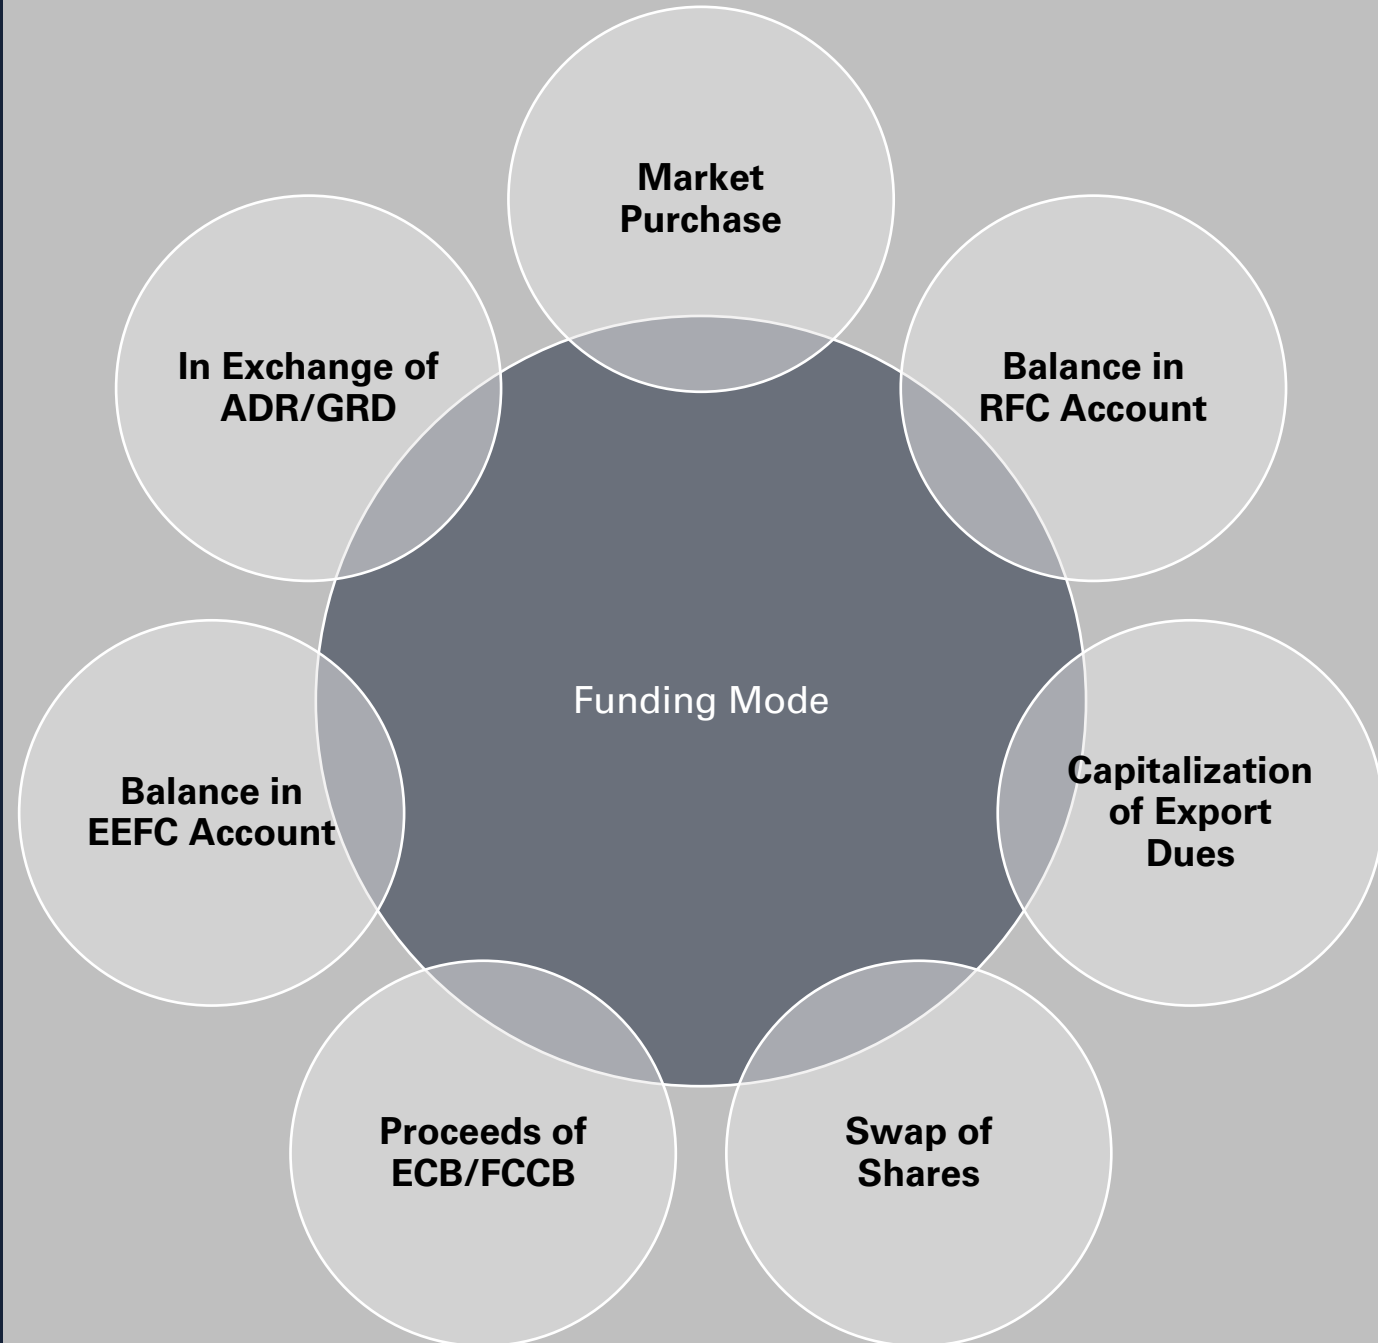 Market
Purchase
In Exchange of
ADR/GRD
Balance in
RFC Account
Funding Mode
Capitalization
of Export
Dues
Balance in
EEFC Account
Proceeds of
ECB/FCCB
Swap of
Shares